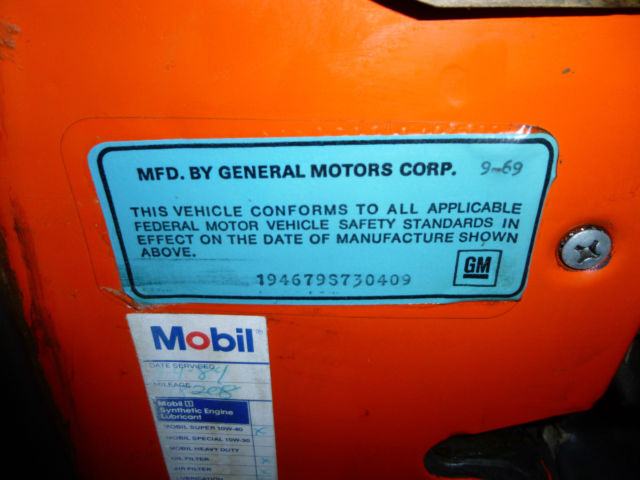 MFD. BY GENERAL MOTORS CORP. 9-69
THIS VEHICLE CONFORMS TO ALL APPLICABLE
FEDERAL MOTOR VEHICLE SAFETY STANDARDS IN
EFFECT ON THE DATE OF MANUFACTURE SHOWN
ABOVE.
GM
194679S730409
Mobil
DATE SERVICED
MILEAGE
Mobil 1
Synthetic Engine
Lubricant
MOBIL SUPER 10W-40 X
MOBIL SPECIAL 10W-30
MOBIL HEAVY DUTY
OIL FILTER X
AIR FILTER
LUBRICATION